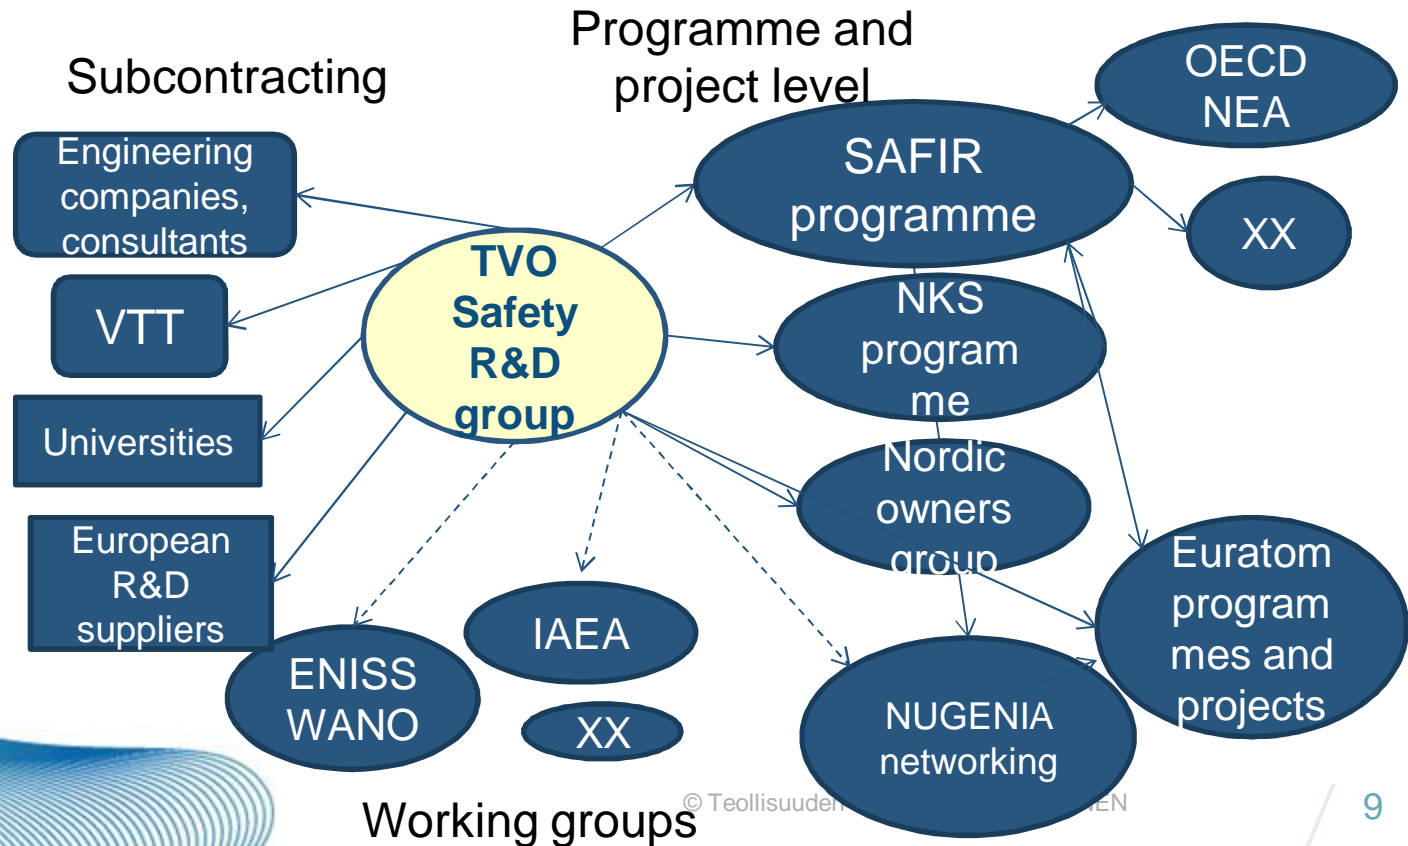 Programme and
project level
Subcontracting
OECD
NEA
Engineering
companies,
consultants
SAFIR
programme
XX
TVO
Safety
R&D
group
VTT
NKS
program
me
Universities
Nordic
owners
group
European
R&D
suppliers
Euratom
program
mes and
projects
IAEA
ENISS
WANO
XX
NUGENIA
networking
© Teollisuuden
Working groups
9